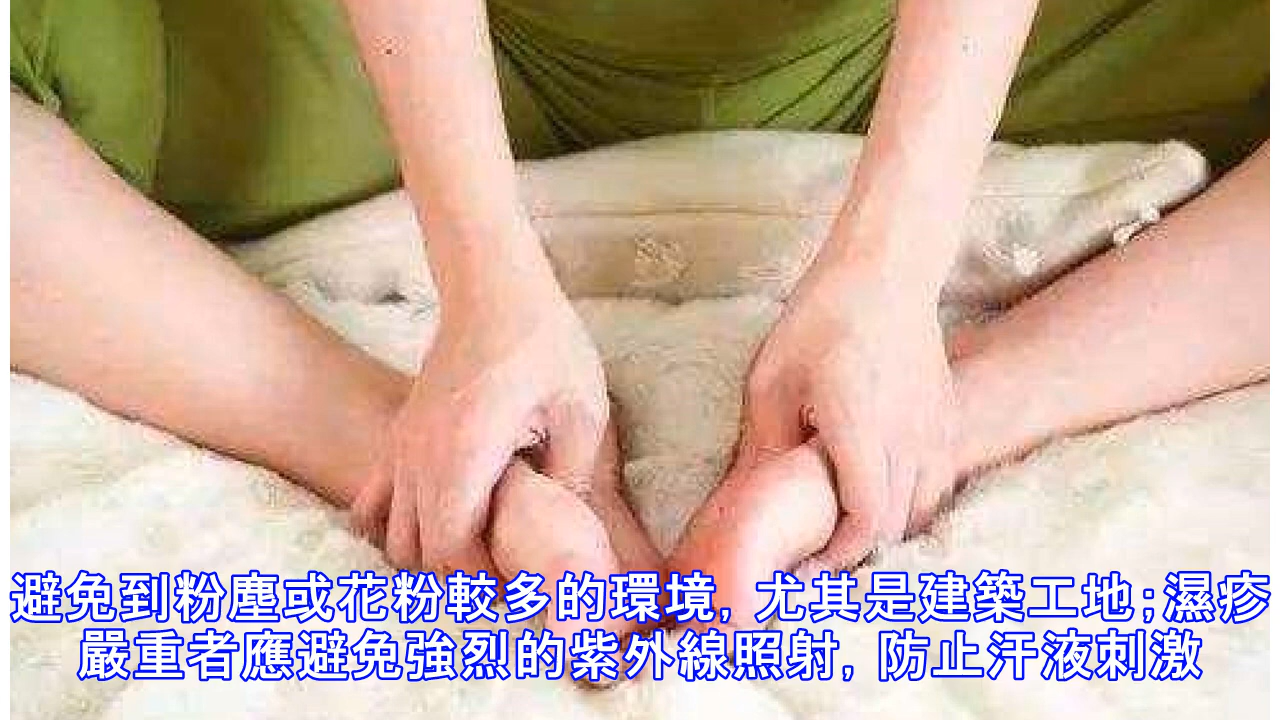 避免到粉塵或花粉較多的環境, 尤其是建築工地;濕疹
嚴重者應避免強烈的紫外線照射, 防止汗液刺激